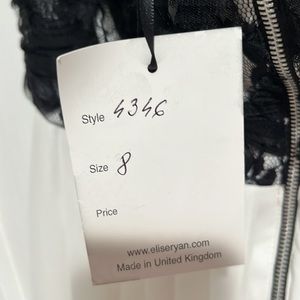 Style 4346
Size 8
Price
www.eliseryan.com
Made in United Kingdom